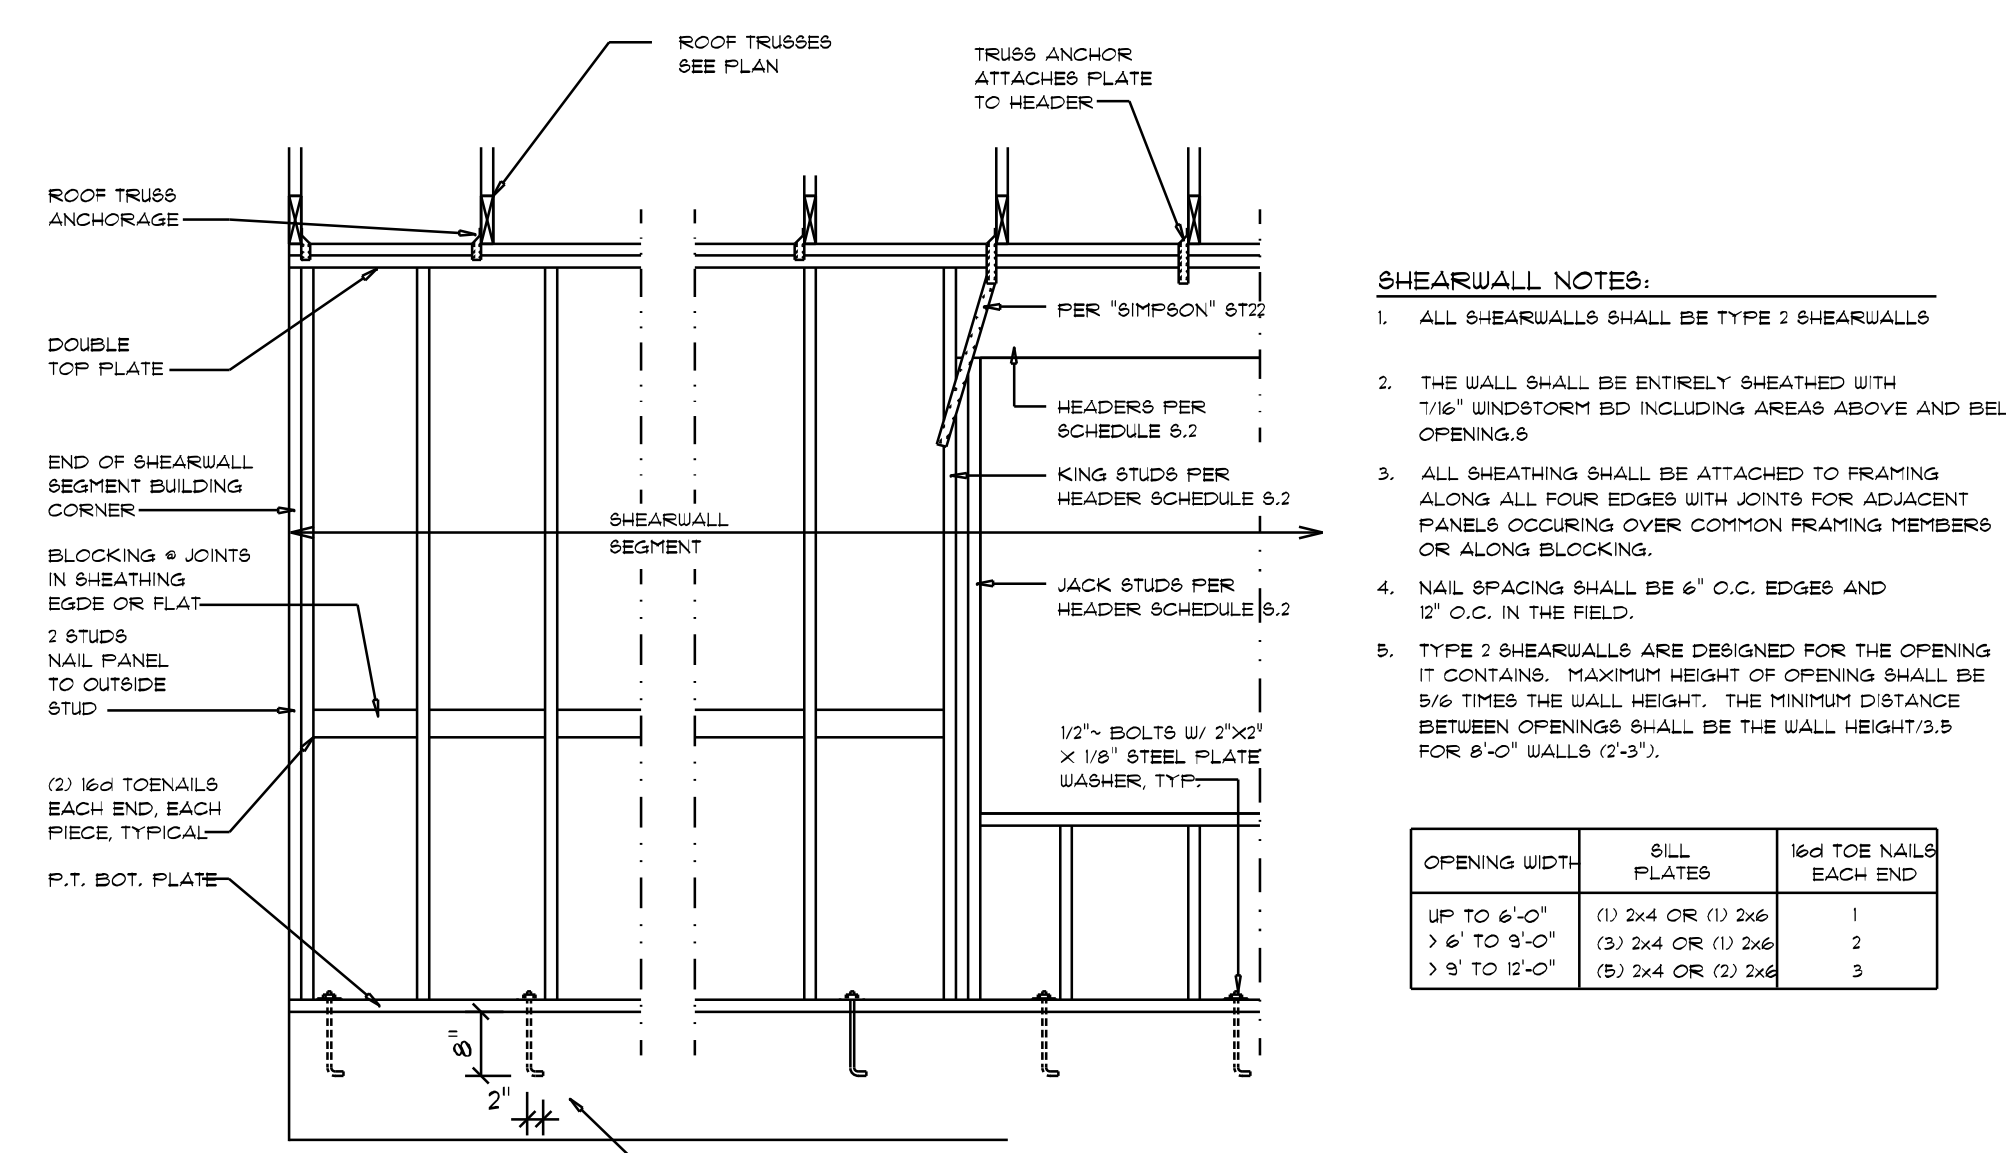 ROOF TRUSSES
SEE PLAN
TRUSS ANCHOR
ATTACHES PLATE
TO HEADER
ROOF TRUSS
ANCHORAGE
DOUBLE
TOP PLATE
END OF SHEARWALL
SEGMENT BUILDING
CORNER
BLOCKING @ JOINTS
IN SHEATHING
EGDE OR FLAT
2 STUDS
NAIL PANEL
TO OUTSIDE
STUD
(2) 16d TOENAILS
EACH END, EACH
PIECE, TYPICAL
P.T. BOT. PLATE
SHEARWALL
SEGMENT
PER "SIMPSON" ST22
HEADERS PER
SCHEDULE S.2
KING STUDS PER
HEADER SCHEDULE S.2
JACK STUDS PER
HEADER SCHEDULE S.2
1/2"~ BOLTS W/ 2"X2"
X 1/8" STEEL PLATE
WASHER, TYP.
8"
2"
SHEARWALL NOTES:
1. ALL SHEARWALLS SHALL BE TYPE 2 SHEARWALLS
2. THE WALL SHALL BE ENTIRELY SHEATHED WITH
7/16" WINDSTORM BD INCLUDING AREAS ABOVE AND BEL
OPENING.S
3. ALL SHEATHING SHALL BE ATTACHED TO FRAMING
ALONG ALL FOUR EDGES WITH JOINTS FOR ADJACENT
PANELS OCCURING OVER COMMON FRAMING MEMBERS
OR ALONG BLOCKING.
4. NAIL SPACING SHALL BE 6" O.C. EDGES AND
12" O.C. IN THE FIELD.
5. TYPE 2 SHEARWALLS ARE DESIGNED FOR THE OPENING
IT CONTAINS. MAXIMUM HEIGHT OF OPENING SHALL BE
5/6 TIMES THE WALL HEIGHT. THE MINIMUM DISTANCE
BETWEEN OPENINGS SHALL BE THE WALL HEIGHT/3.5
FOR 8'-0" WALLS (2'-3").
OPENING WIDTH
SILL
PLATES
16d TOE NAILS
EACH END
UP TO 6'-0" (1) 2x4 OR (1) 2x6 1
> 6' TO 9'-0" (3) 2x4 OR (1) 2x6 2
> 9' TO 12'-0" (5) 2x4 OR (2) 2x6 3